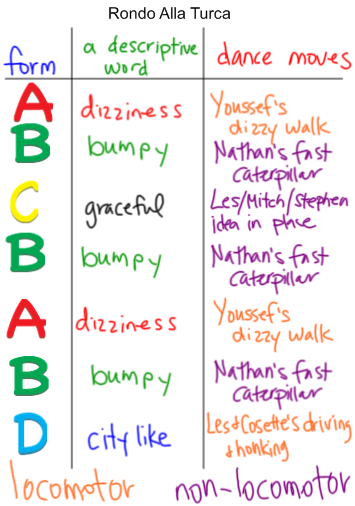 Rondo Alla Turca
form a descriptive word dance moves
A dizziness Youssef's dizzy walk
B bumpy Nathan's fast caterpillar
C graceful Les/Mitch/Stephen idea in place
B bumpy Nathan's fast caterpillar
A dizziness Youssef's dizzy walk
B bumpy Nathan's fast caterpillar
D city like Les & Cosette's driving & honking
locomotor non-locomotor